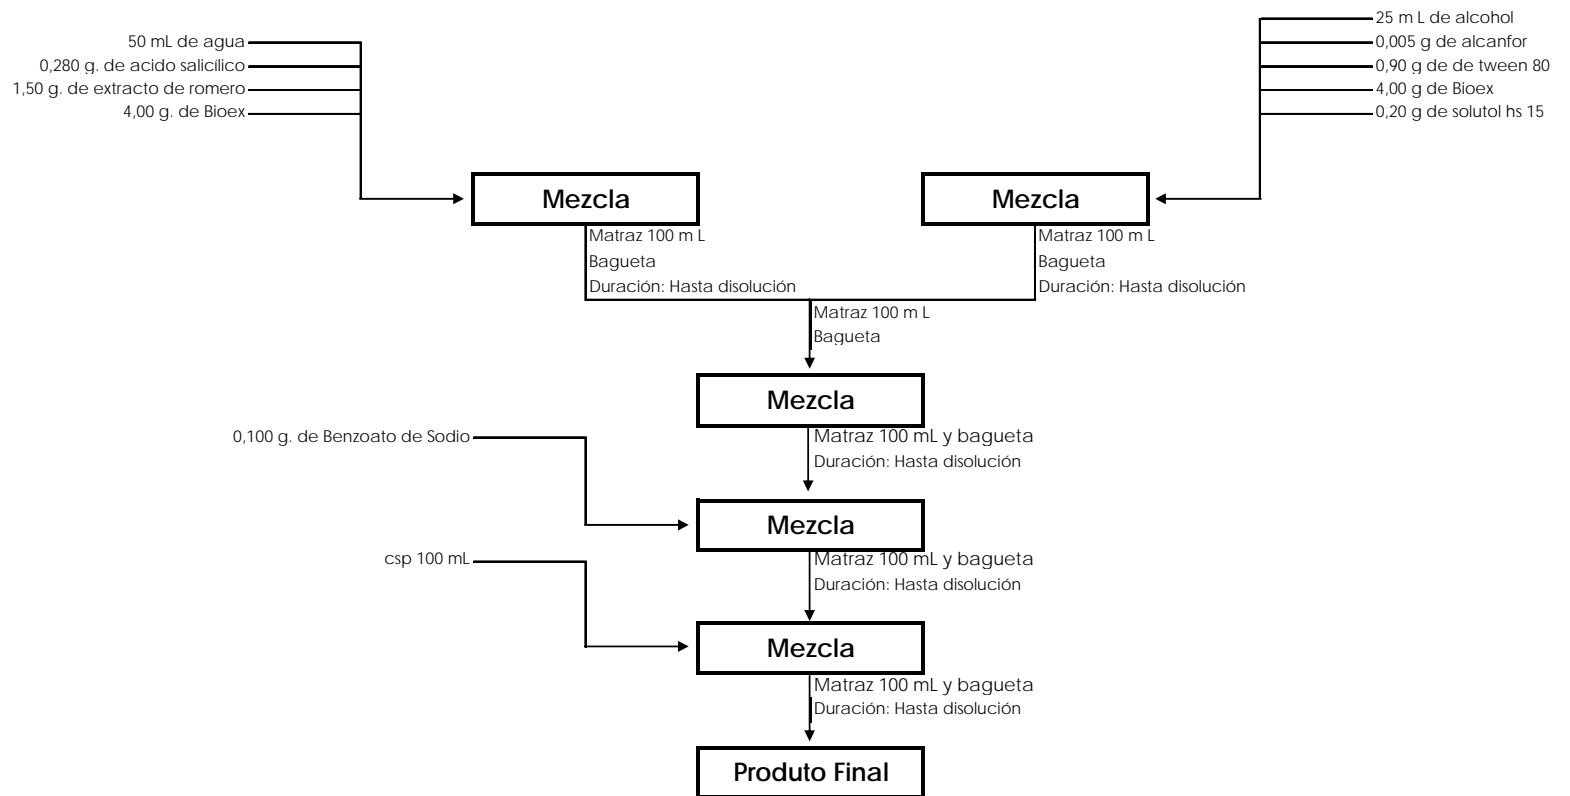 50 mL de agua
0,280 g. de acido salicílico
1,50 g. de extracto de romero
4,00 g. de Bioex
25 m L de alcohol
0,005 g de alcanfor
0,90 g de de tween 80
4,00 g de Bioex
0,20 g de solutol hs 15
Mezcla
Matraz 100 m L
Bagueta
Duración: Hasta disolución
Mezcla
Matraz 100 m L
Bagueta
Duración: Hasta disolución
Matraz 100 m L
Bagueta
Mezcla
Matraz 100 mL y bagueta
Duración: Hasta disolución
0,100 g. de Benzoato de Sodio
Mezcla
Matraz 100 mL y bagueta
Duración: Hasta disolución
csp 100 mL
Mezcla
Matraz 100 mL y bagueta
Duración: Hasta disolución
Produto Final